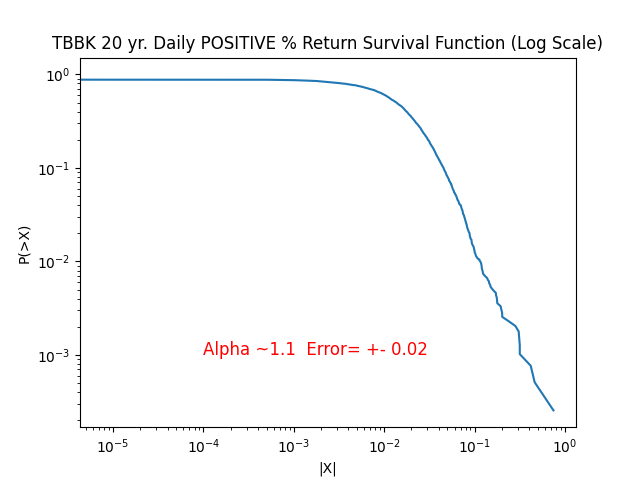 TBBK 20 yr. Daily POSITIVE % Return Survival Function (Log Scale)
10⁰
10⁻¹
10⁻²
10⁻³
P(>X)
Alpha ~1.1  Error= +- 0.02
10⁻⁵ 10⁻⁴ 10⁻³ 10⁻² 10⁻¹ 10⁰
|X|